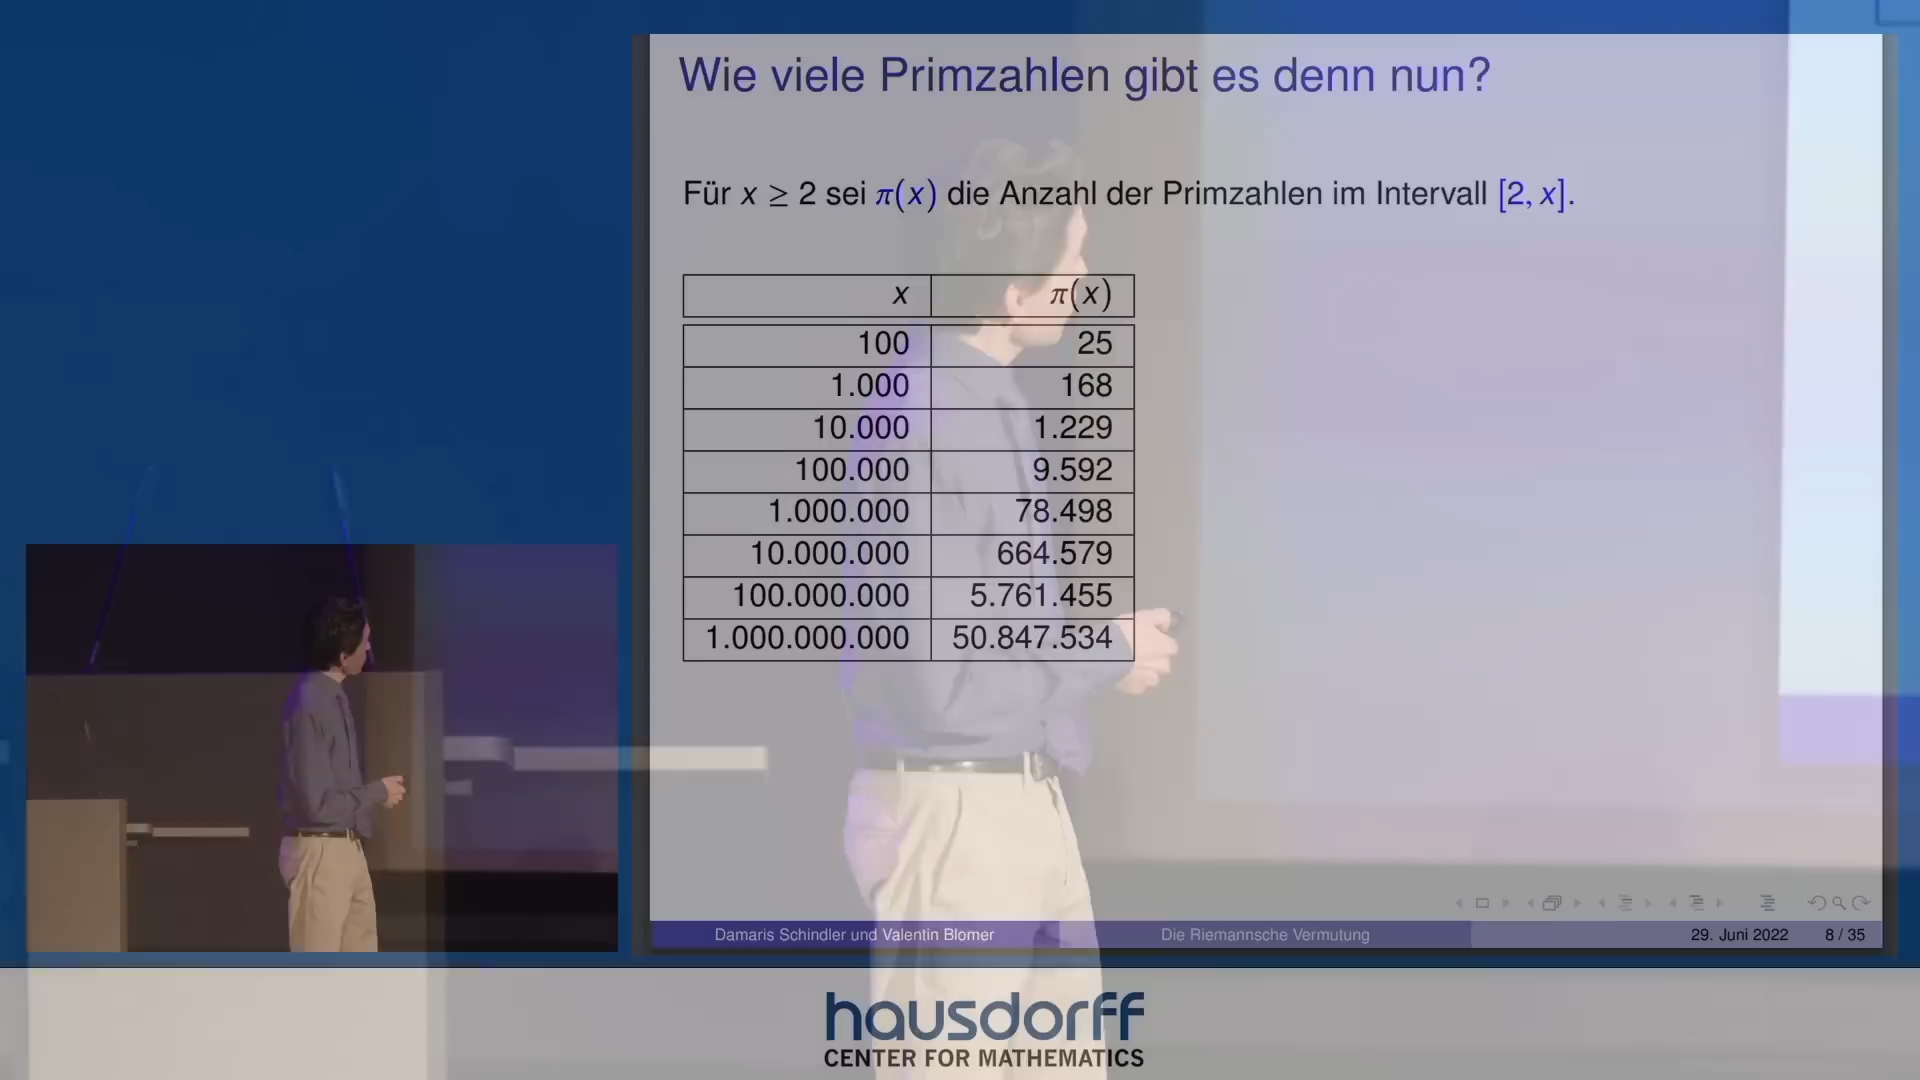 Wie viele Primzahlen gibt es denn nun?
Für x ≥ 2 sei π(x) die Anzahl der Primzahlen im Intervall [2, x].
x π(x)
100 25
1.000 168
10.000 1.229
100.000 9.592
1.000.000 78.498
10.000.000 664.579
100.000.000 5.761.455
1.000.000.000 50.847.534
Damaris Schindler und Valentin Blomer Die Riemannsche Vermutung 29. Juni 2022 8 / 35
hausdorff
CENTER FOR MATHEMATICS